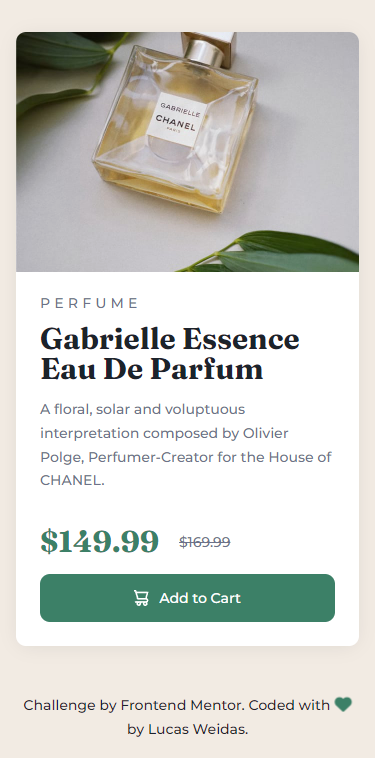 GABRIELLE
CHANEL
PARIS
PERFUME
Gabrielle Essence
Eau De Parfum
A floral, solar and voluptuous
interpretation composed by Olivier
Polge, Perfumer-Creator for the House of
CHANEL.
$149.99 $169.99
Add to Cart
Challenge by Frontend Mentor. Coded with 💚
by Lucas Weidas.